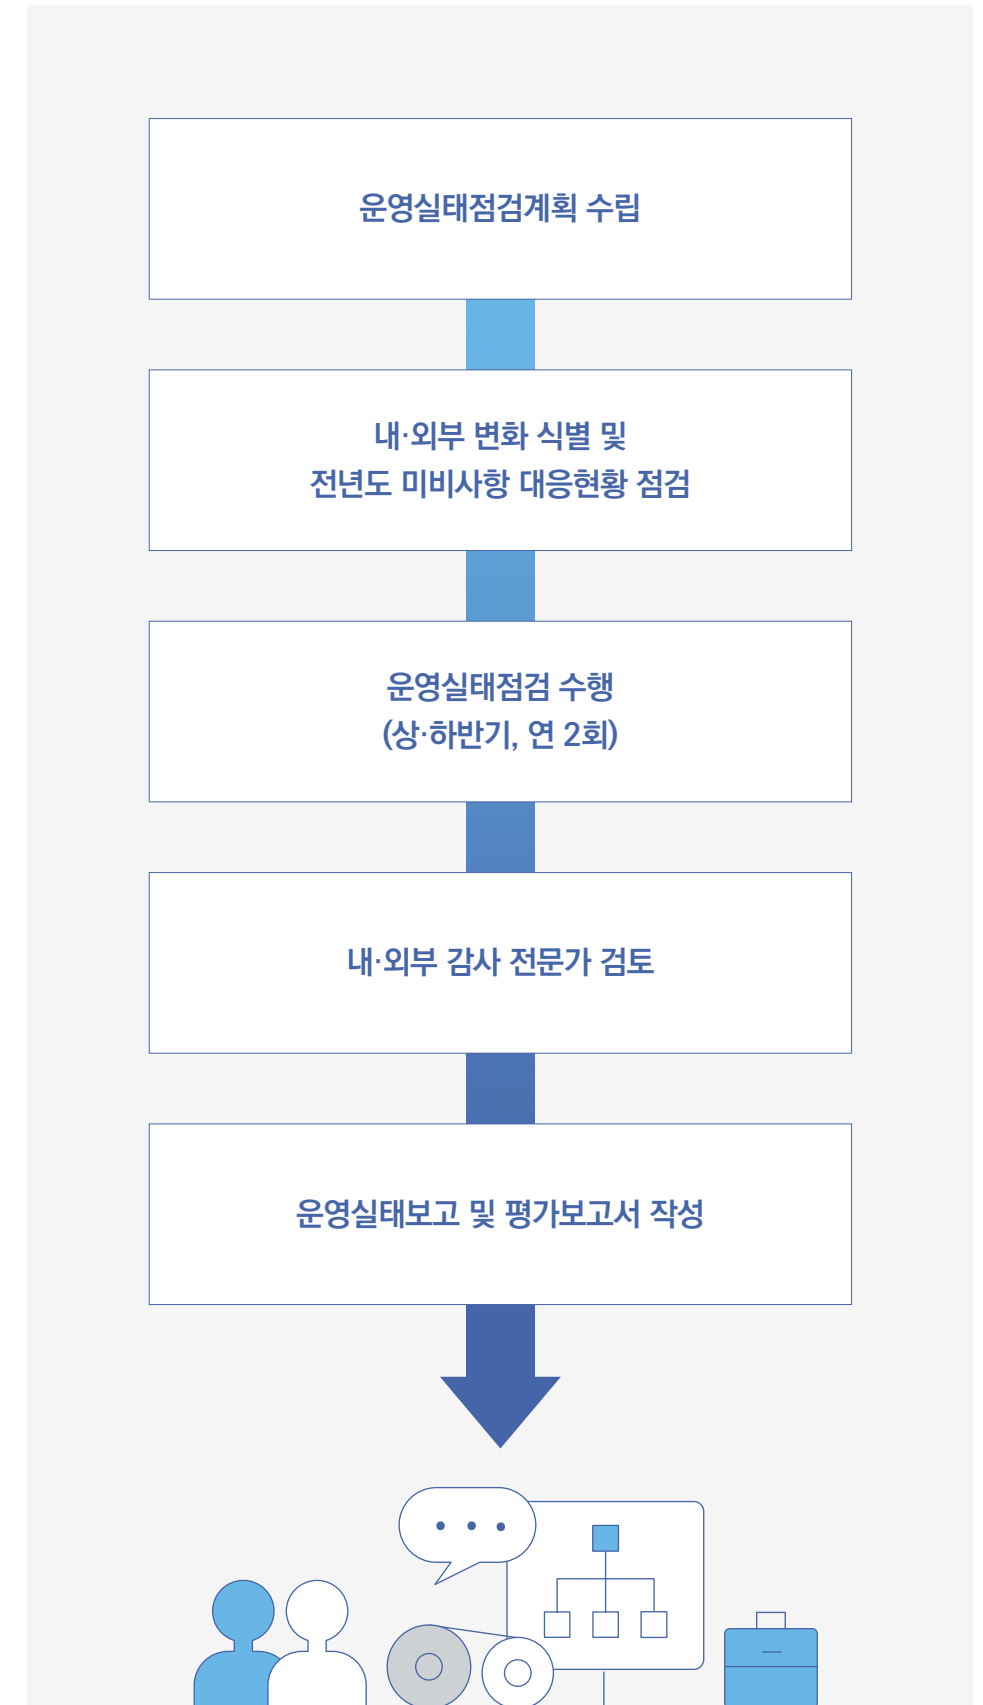 운영실태점검계획 수립
내·외부 변화 식별 및
전년도 미비사항 대응현황 점검
운영실태점검 수행
(상·하반기, 연 2회)
내·외부 감사 전문가 검토
운영실태보고 및 평가보고서 작성